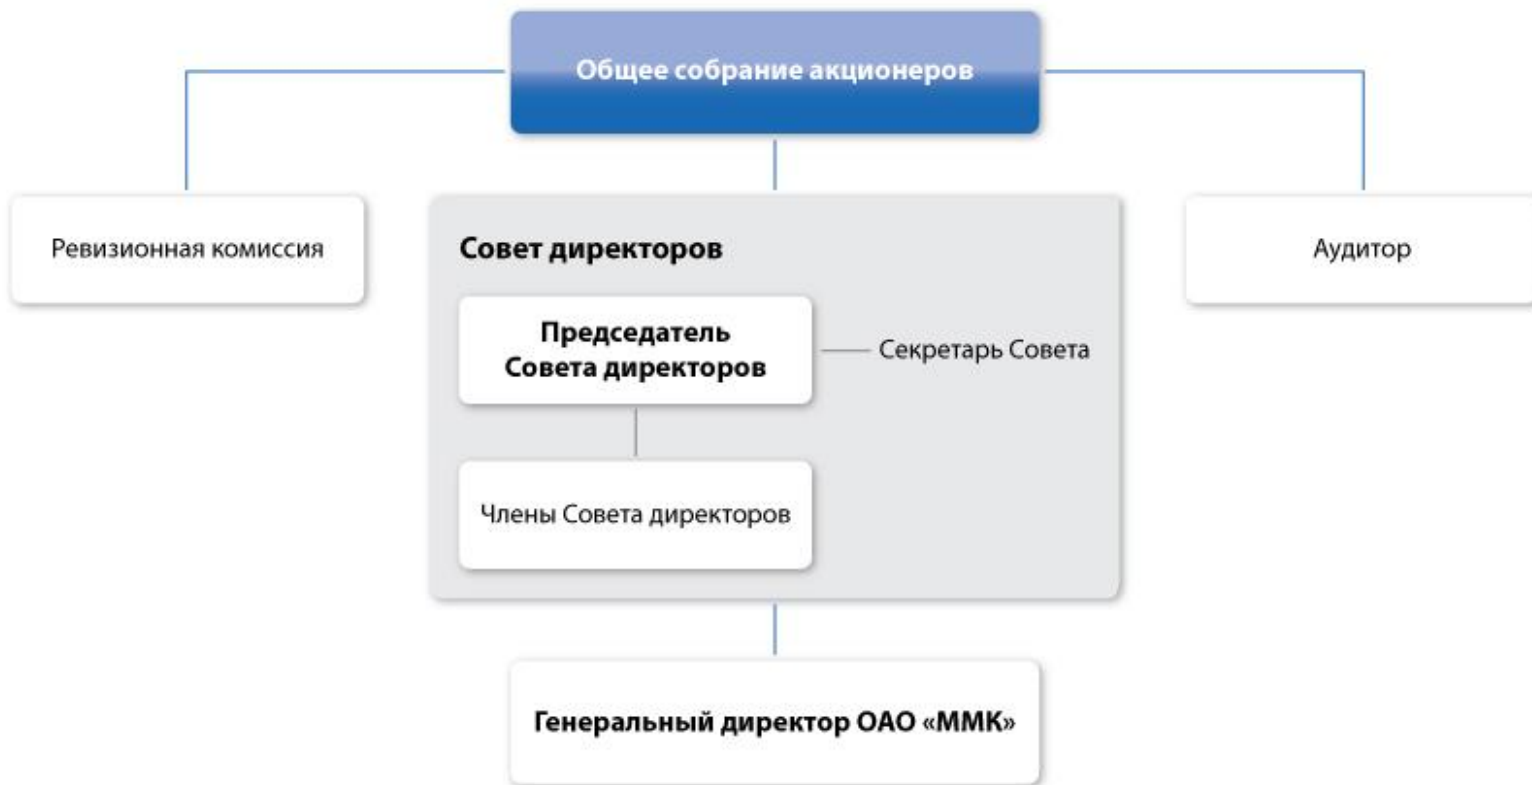 Общее собрание акционеров
Ревизионная комиссия
Совет директоров
Председатель
Совета директоров
Секретарь Совета
Члены Совета директоров
Аудитор
Генеральный директор ОАО «ММК»